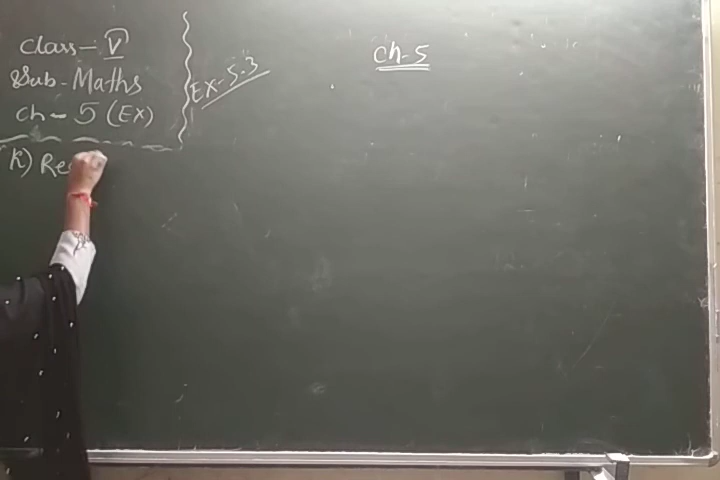 Class - V
Sub - Maths
Ch - 5 (Ex)
Ex - 5.3
Ch - 5
K) Re